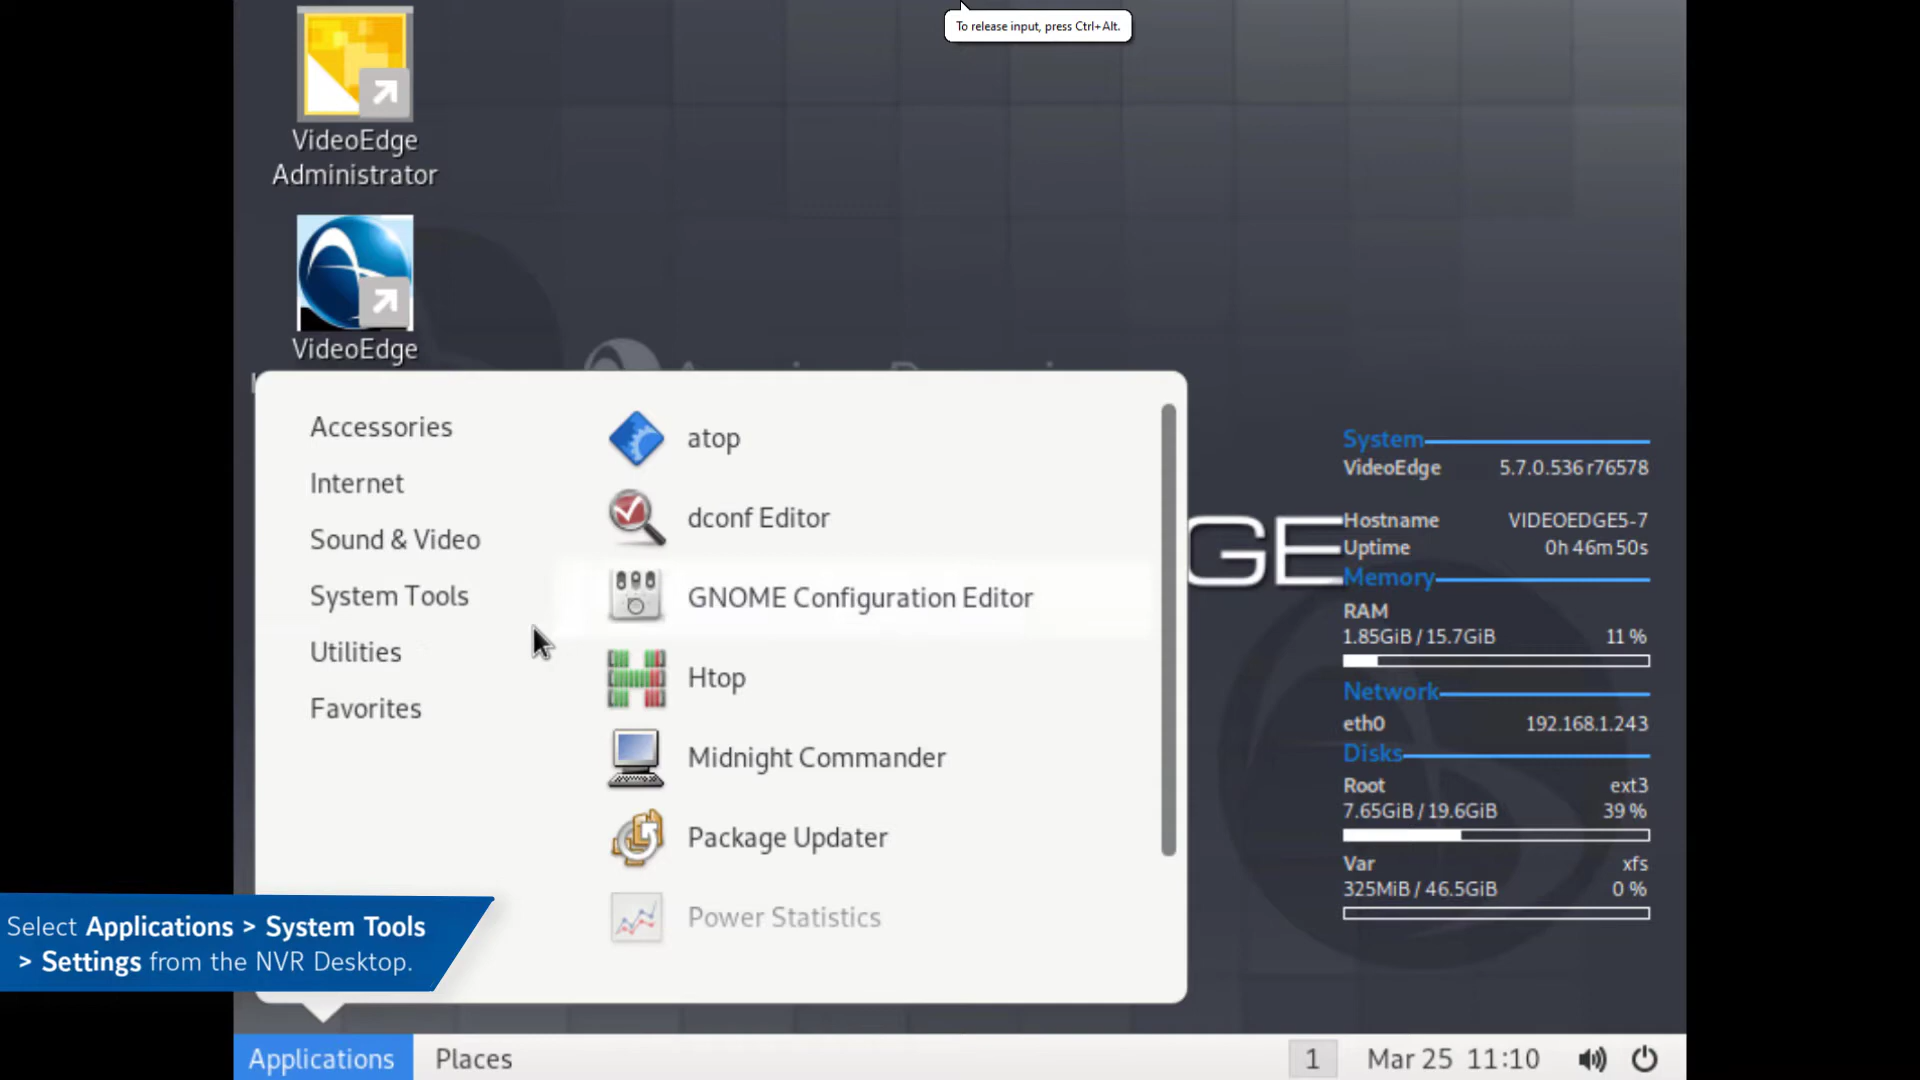 To release input, press Ctrl+Alt.
VideoEdge
Administrator
VideoEdge
Accessories
Internet
Sound & Video
System Tools
Utilities
Favorites
atop
dconf Editor
GNOME Configuration Editor
Htop
Midnight Commander
Package Updater
Power Statistics
GE
System
VideoEdge 5.7.0.536 r76578
Hostname VIDEOEDGE5-7
Uptime 0h 46m 50s
Memory
RAM
1.85GiB / 15.7GiB 11 %
Network
eth0 192.168.1.243
Disks
Root ext3
7.65GiB / 19.6GiB 39 %
Var xfs
325MiB / 46.5GiB 0 %
Select Applications > System Tools
> Settings from the NVR Desktop.
Applications Places 1 Mar 25 11:10